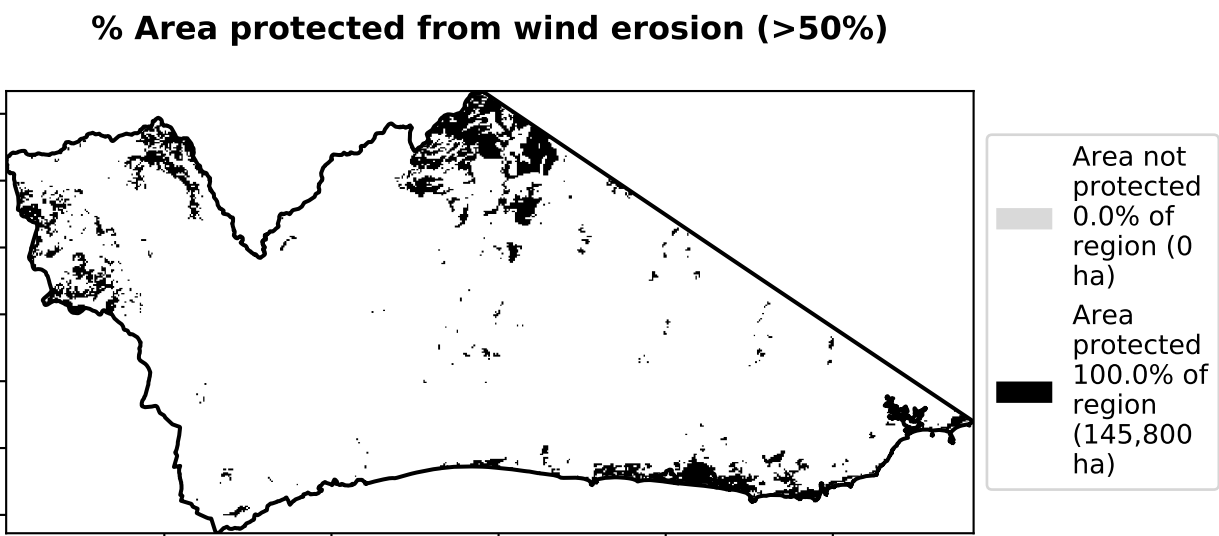 % Area protected from wind erosion (>50%)
Area not
protected
0.0% of
region (0
ha)
Area
protected
100.0% of
region
(145,800
ha)